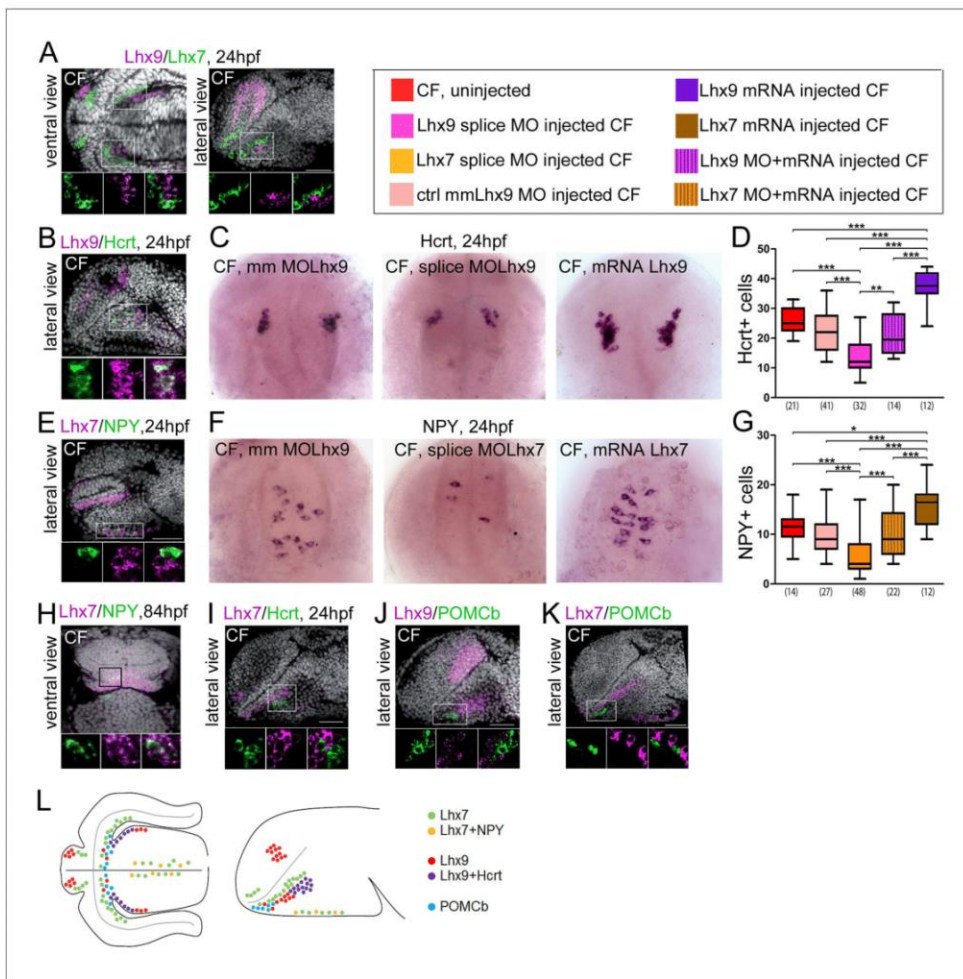 A
Lhx9/Lhx7, 24hpf
ventral view
CF
lateral view
CF
CF, uninjected
Lhx9 splice MO injected CF
Lhx7 splice MO injected CF
ctrl mmLhx9 MO injected CF
Lhx9 mRNA injected CF
Lhx7 mRNA injected CF
Lhx9 MO+mRNA injected CF
Lhx7 MO+mRNA injected CF
B
Lhx9/Hcrt, 24hpf
lateral view
CF
C
Hcrt, 24hpf
CF, mm MOLhx9
CF, splice MOLhx9
CF, mRNA Lhx9
D
Hcrt+ cells
50
40
30
20
10
0
***
***
***
***
***
***
**
(21) (41) (32) (14) (12)
E
Lhx7/NPY,24hpf
lateral view
CF
F
NPY, 24hpf
CF, mm MOLhx9
CF, splice MOLhx7
CF, mRNA Lhx7
G
NPY+ cells
30
20
10
0
*
***
***
***
***
***
***
(14) (27) (48) (22) (12)
H
Lhx7/NPY,84hpf
ventral view
CF
I
Lhx7/Hcrt, 24hpf
lateral view
CF
J
Lhx9/POMCb
lateral view
CF
K
Lhx7/POMCb
lateral view
CF
L
Lhx7
Lhx7+NPY
Lhx9
Lhx9+Hcrt
POMCb